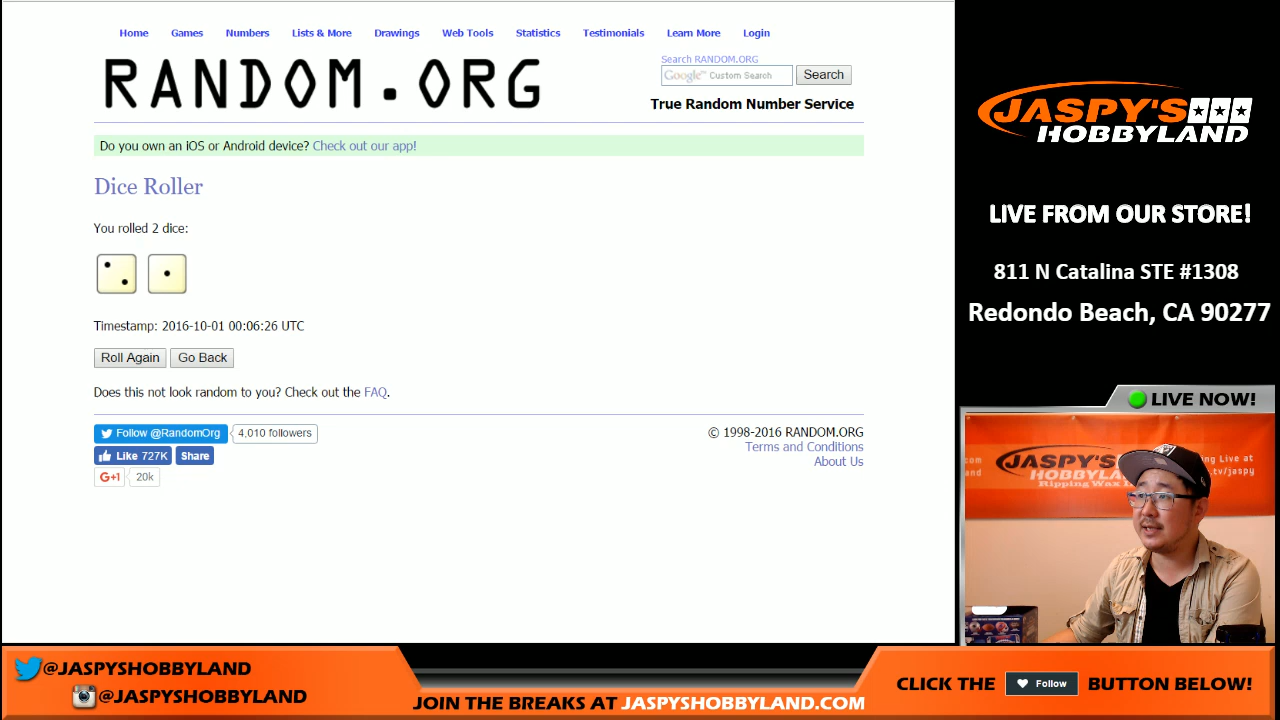 Home Games Numbers Lists & More Drawings Web Tools Statistics Testimonials Learn More Login
RANDOM.ORG
Search RANDOM.ORG
Google™ Custom Search Search
True Random Number Service
Do you own an iOS or Android device? Check out our app!
Dice Roller
You rolled 2 dice:
Timestamp: 2016-10-01 00:06:26 UTC
Roll Again Go Back
Does this not look random to you? Check out the FAQ.
Follow @RandomOrg 4,010 followers
Like 727K Share
G+1 20k
© 1998-2016 RANDOM.ORG
Terms and Conditions
About Us
JASPY'S
HOBBYLAND
LIVE FROM OUR STORE!
811 N Catalina STE #1308
Redondo Beach, CA 90277
LIVE NOW!
.com
JASPY'S
HOBBYLAND
Ripping Wax
ing Live at
.tv/jaspy
@JASPYSHOBBYLAND
@JASPYSHOBBYLAND
JOIN THE BREAKS AT JASPYSHOBBYLAND.COM
CLICK THE Follow BUTTON BELOW!